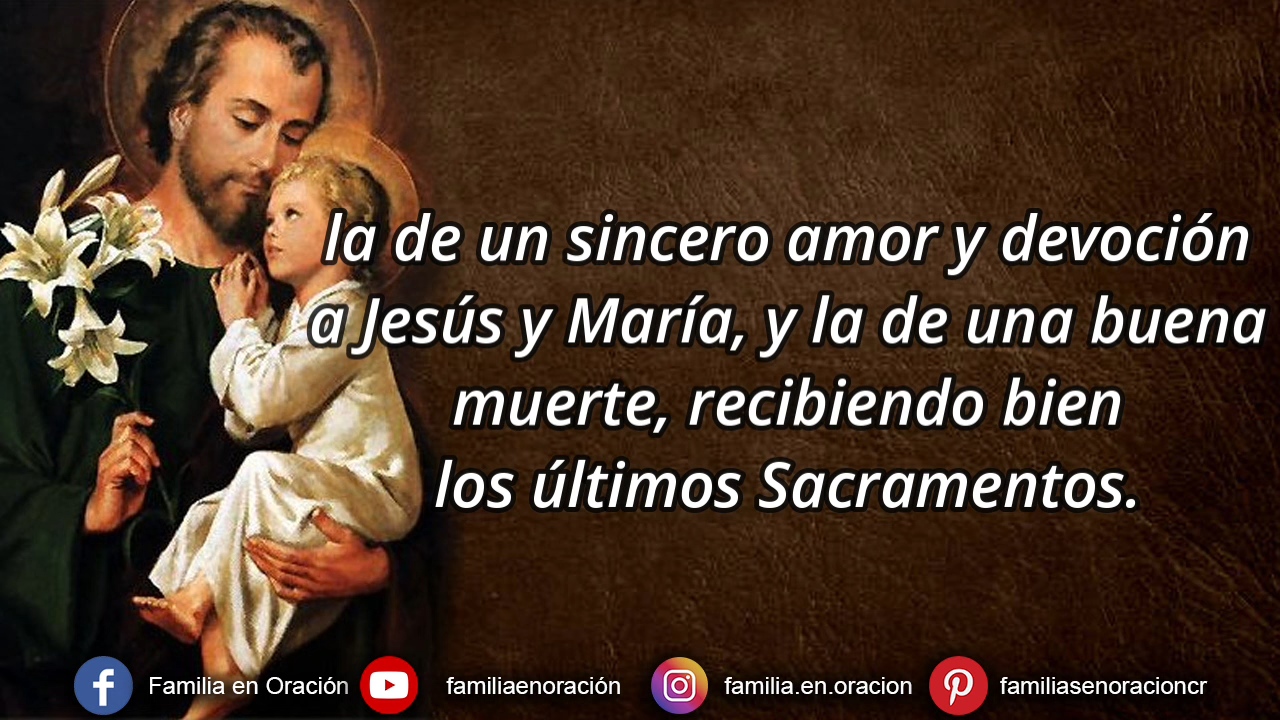 la de un sincero amor y devoción
a Jesús y María, y la de una buena
muerte, recibiendo bien
los últimos Sacramentos.
Familia en Oración familiaenoración familia.en.oracion familiasenoracioncr